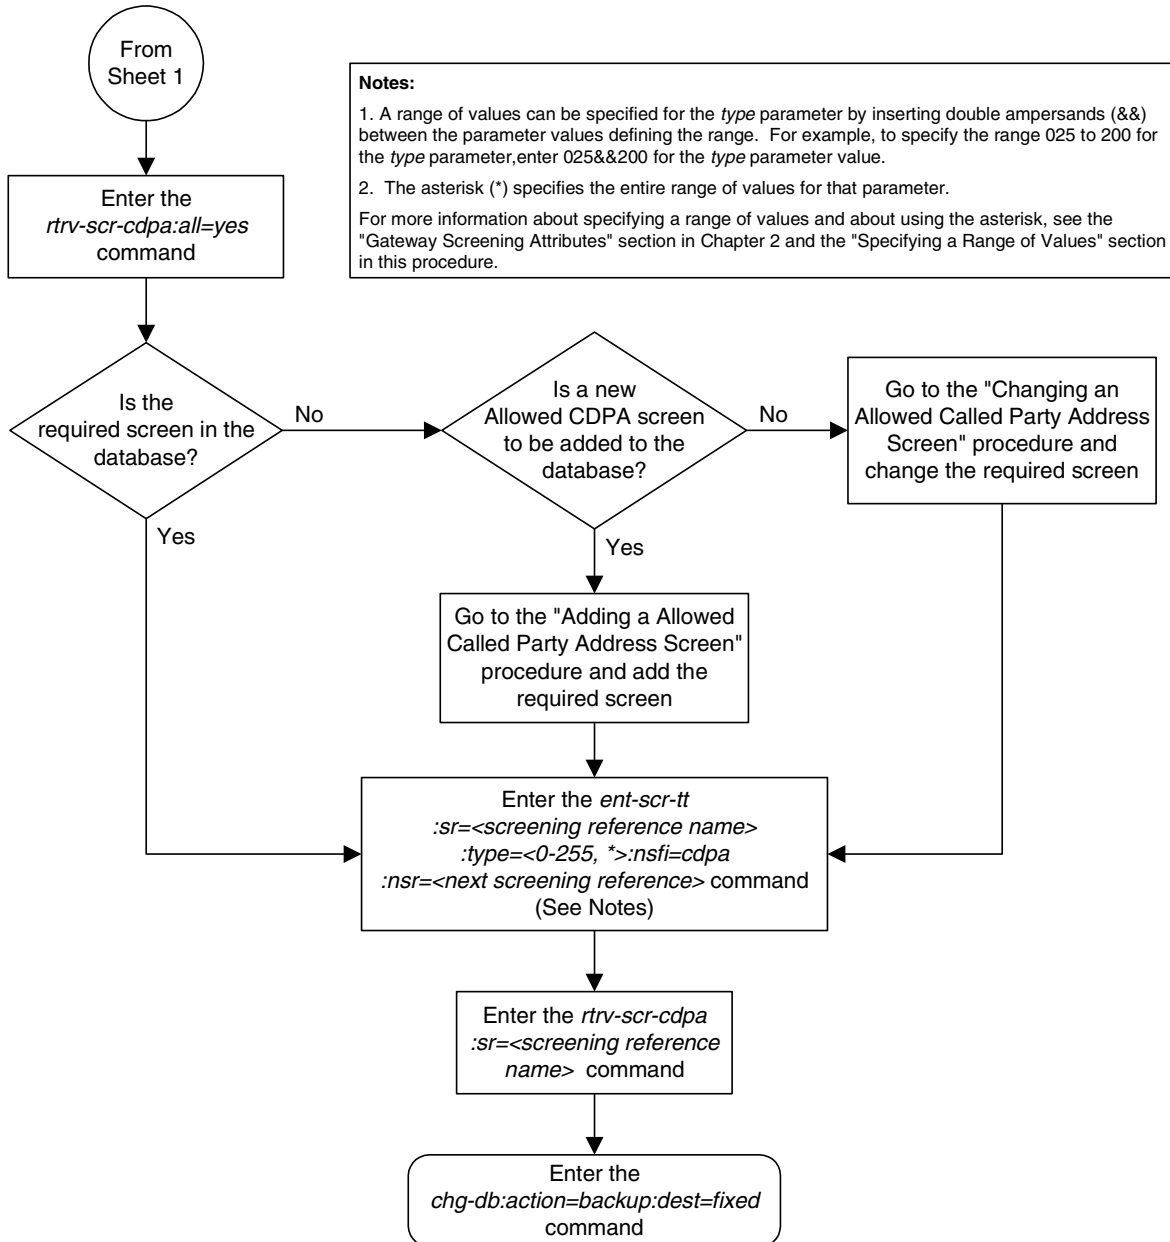 From
Sheet 1
Notes:
1. A range of values can be specified for the type parameter by inserting double ampersands (&&)
between the parameter values defining the range. For example, to specify the range 025 to 200 for
the type parameter,enter 025&&200 for the type parameter value.
2. The asterisk (*) specifies the entire range of values for that parameter.
For more information about specifying a range of values and about using the asterisk, see the
"Gateway Screening Attributes" section in Chapter 2 and the "Specifying a Range of Values" section
in this procedure.
Enter the
rtrv-scr-cdpa:all=yes
command
Is the
required screen in the
database?
No
Yes
Is a new
Allowed CDPA screen
to be added to the
database?
No
Yes
Go to the "Changing an
Allowed Called Party Address
Screen" procedure and
change the required screen
Go to the "Adding a Allowed
Called Party Address Screen"
procedure and add the
required screen
Enter the ent-scr-tt
:sr=<screening reference name>
:type=<0-255, *>:nsfi=cdpa
:nsr=<next screening reference> command
(See Notes)
Enter the rtrv-scr-cdpa
:sr=<screening reference
name> command
Enter the
chg-db:action=backup:dest=fixed
command